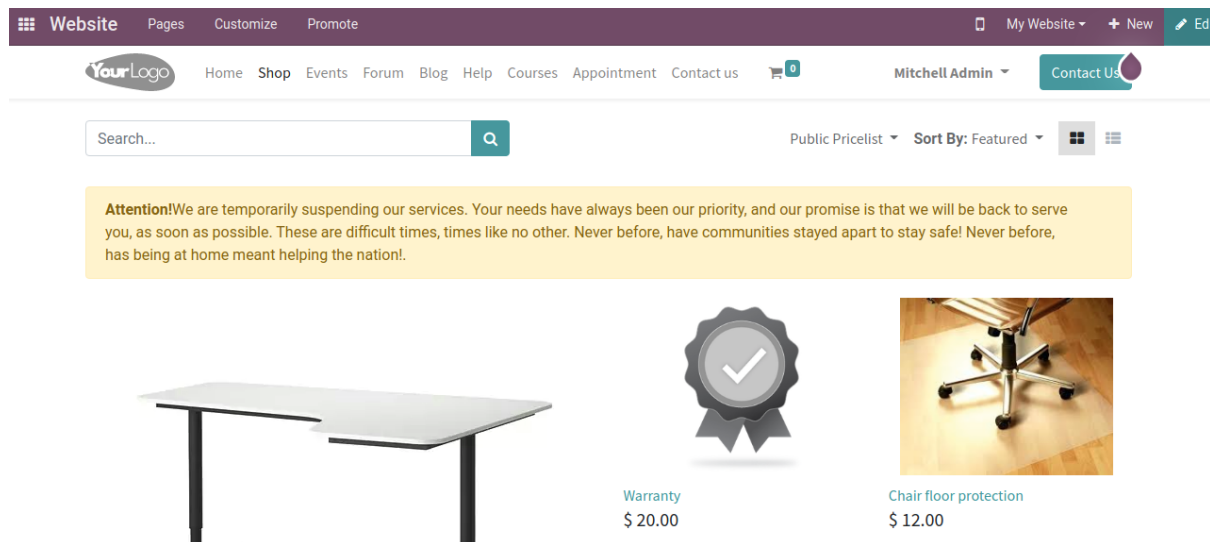 Website Pages Customize Promote My Website New Ed
YourLogo Home Shop Events Forum Blog Help Courses Appointment Contact us 0 Mitchell Admin Contact Us
Search... Public Pricelist Sort By: Featured
Attention!We are temporarily suspending our services. Your needs have always been our priority, and our promise is that we will be back to serve
you, as soon as possible. These are difficult times, times like no other. Never before, have communities stayed apart to stay safe! Never before,
has being at home meant helping the nation!.
Warranty Chair floor protection
$ 20.00 $ 12.00